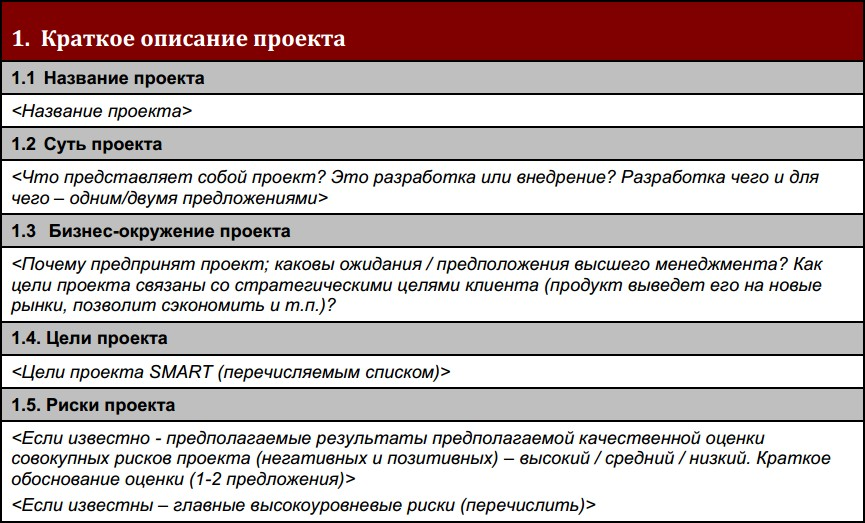 1. Краткое описание проекта
1.1 Название проекта
<Название проекта>
1.2 Суть проекта
<Что представляет собой проект? Это разработка или внедрение? Разработка чего и для
чего – одним/двумя предложениями>
1.3 Бизнес-окружение проекта
<Почему предпринят проект; каковы ожидания / предположения высшего менеджмента? Как
цели проекта связаны со стратегическими целями клиента (продукт выведет его на новые
рынки, позволит сэкономить и т.п.)?
1.4. Цели проекта
<Цели проекта SMART (перечисляемым списком)>
1.5. Риски проекта
<Если известно - предполагаемые результаты предполагаемой качественной оценки
совокупных рисков проекта (негативных и позитивных) – высокий / средний / низкий. Краткое
обоснование оценки (1-2 предложения)>
<Если известны – главные высокоуровневые риски (перечислить)>